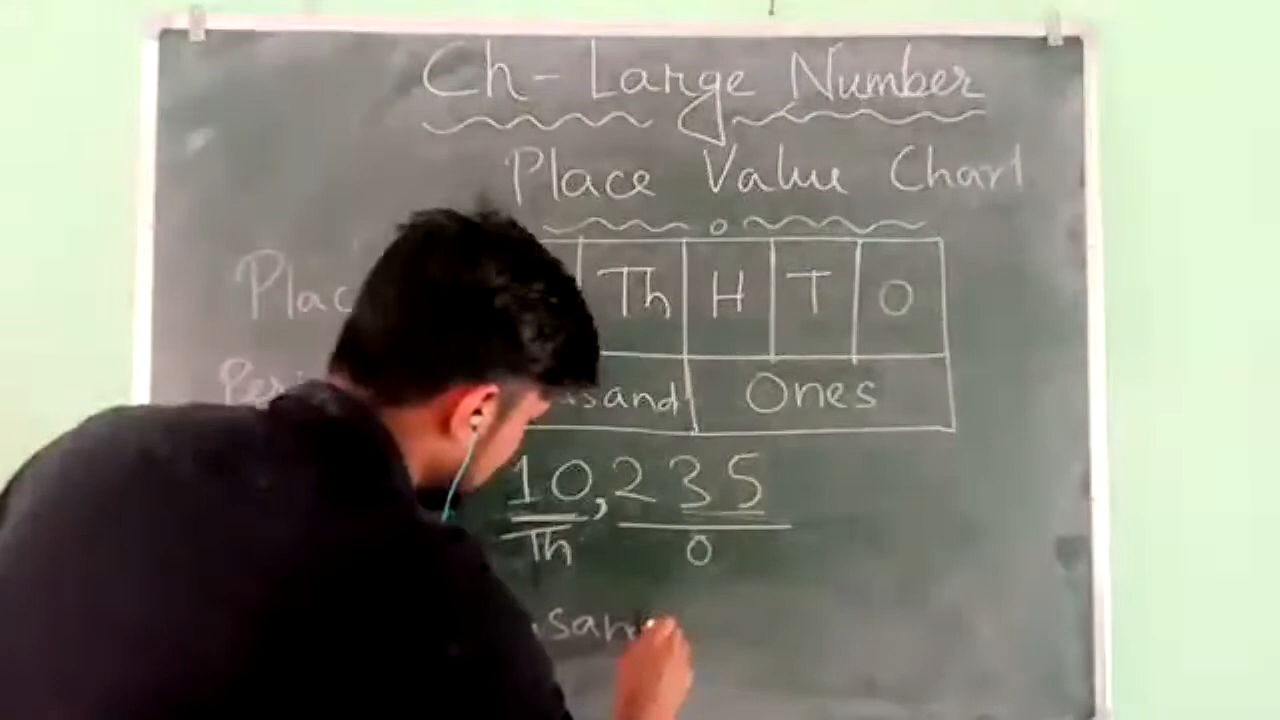 Ch- Large Number
Place Value Chart
Th H T O
Ones
10,235
Th O